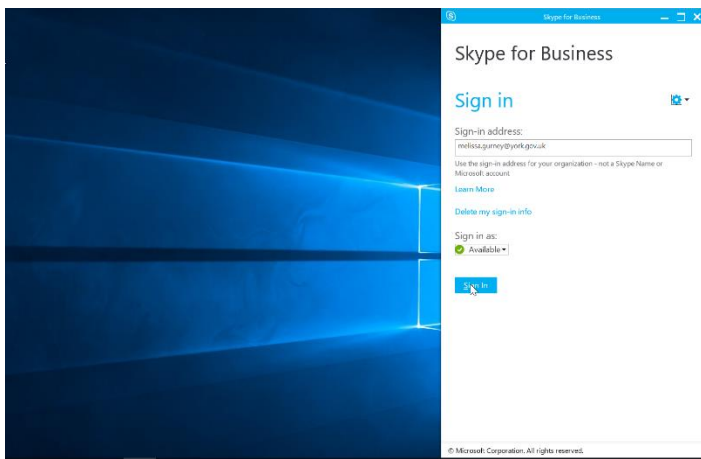 Skype for Business
Skype for Business
Sign in
Sign-in address:
melissa.gurney@york.gov.uk
Use the sign-in address for your organization - not a Skype Name or
Microsoft account
Learn More
Delete my sign-in info
Sign in as:
Available
Sign In
© Microsoft Corporation. All rights reserved.